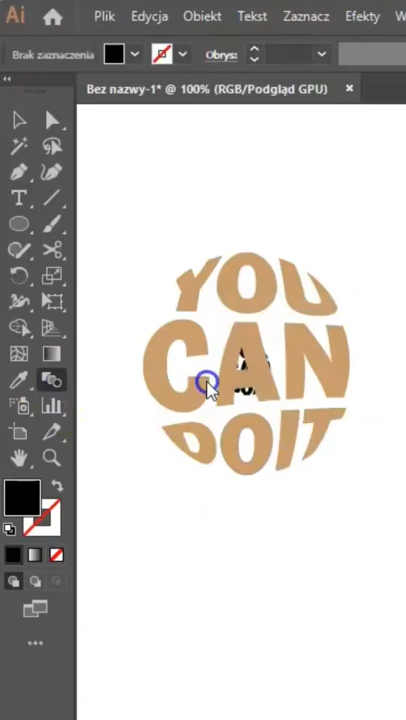 Ai Plik Edycja Obiekt Tekst Zaznacz Efekty W
Brak zaznaczenia Obrys:
Bez nazwy-1* @ 100% (RGB/Podgląd GPU) ×
YOU
CAN
DO IT